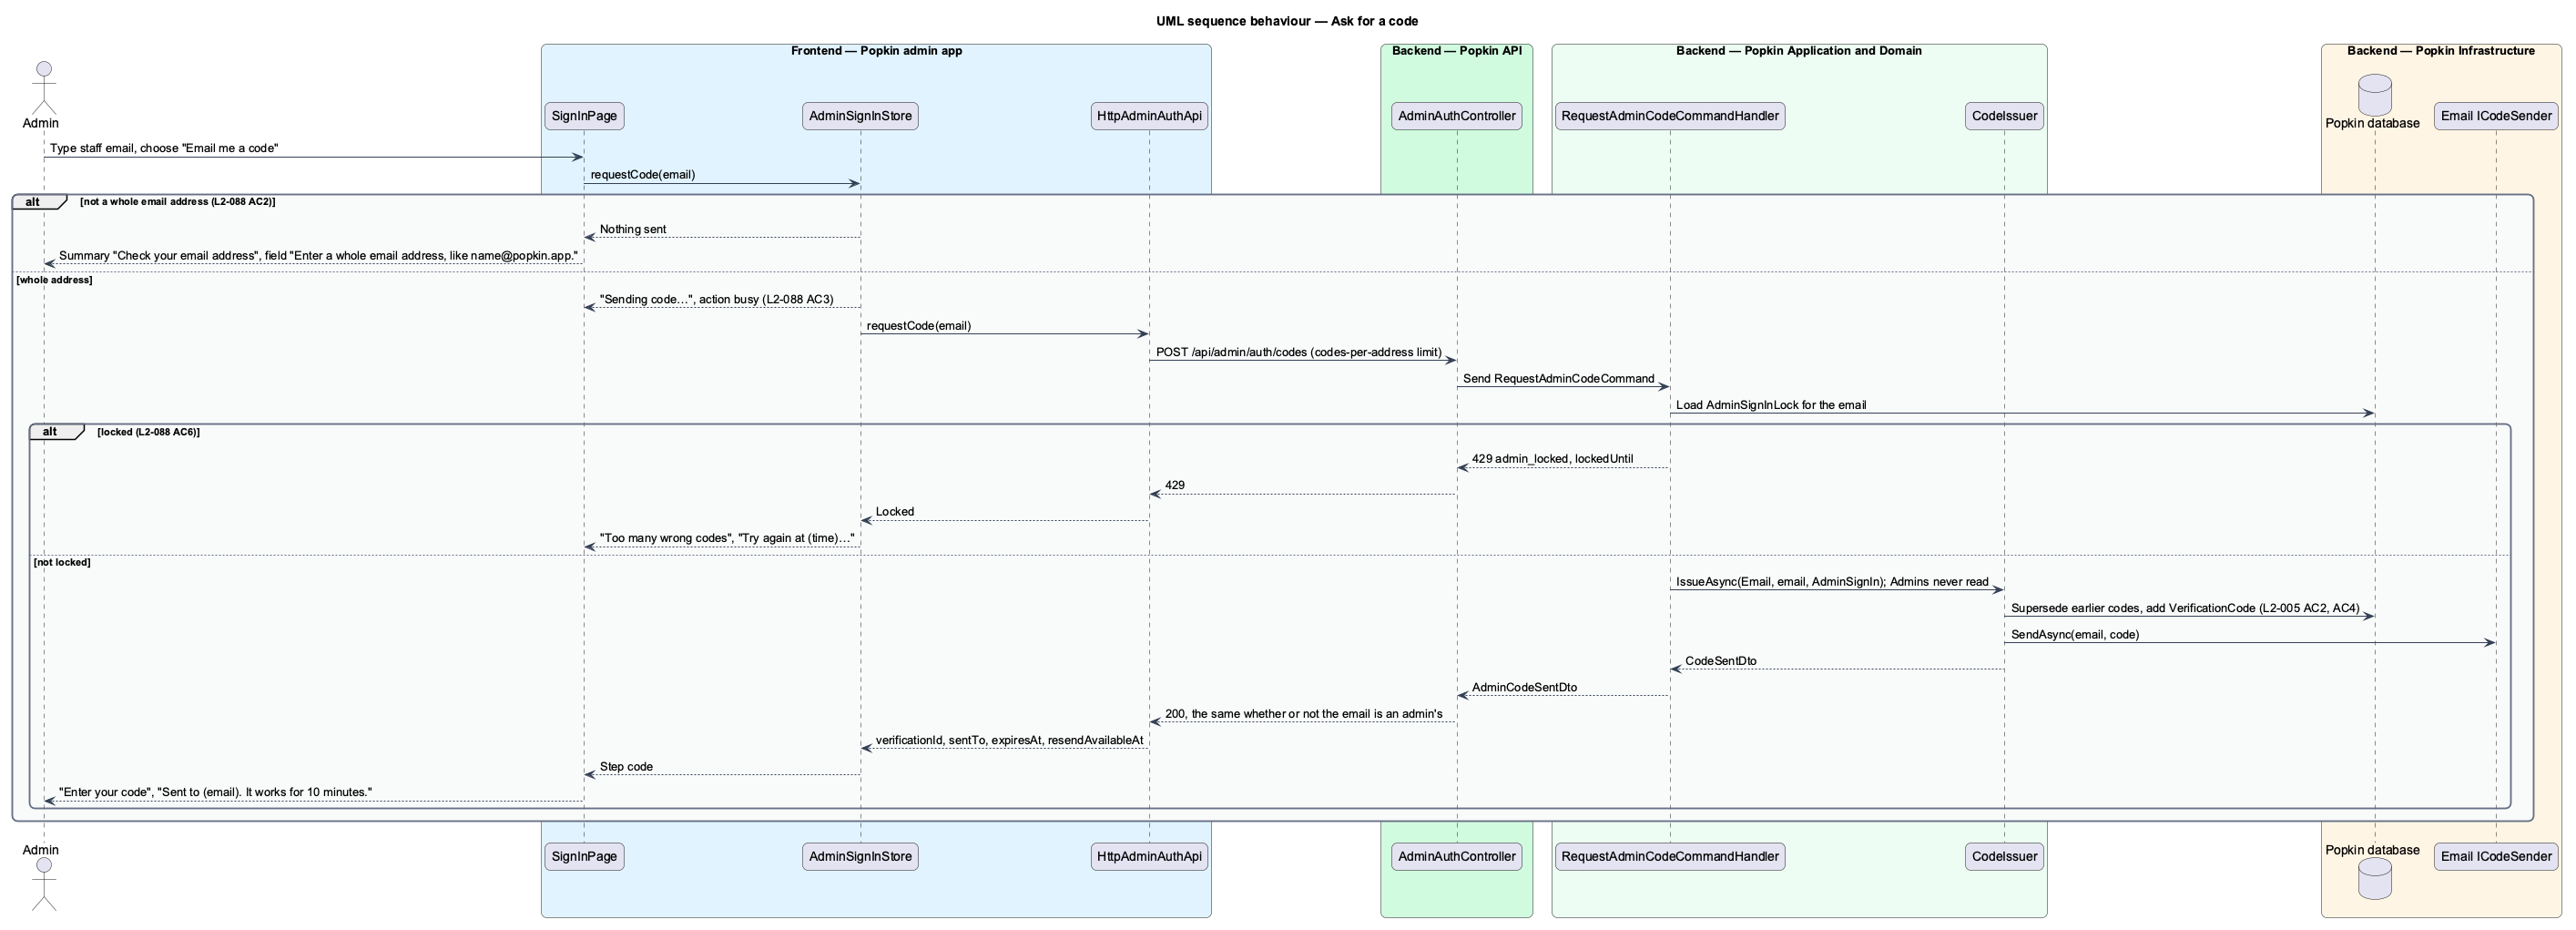 UML sequence behaviour — Ask for a code
Frontend — Popkin admin app
Backend — Popkin API
Backend — Popkin Application and Domain
Backend — Popkin Infrastructure
Admin
SignInPage
AdminSignInStore
HttpAdminAuthApi
AdminAuthController
RequestAdminCodeCommandHandler
CodeIssuer
Popkin database
Email ICodeSender
Type staff email, choose "Email me a code"
requestCode(email)
alt
[not a whole email address (L2-088 AC2)]
Nothing sent
Summary "Check your email address", field "Enter a whole email address, like name@popkin.app."
[whole address]
"Sending code…", action busy (L2-088 AC3)
requestCode(email)
POST /api/admin/auth/codes (codes-per-address limit)
Send RequestAdminCodeCommand
Load AdminSignInLock for the email
alt
[locked (L2-088 AC6)]
429 admin_locked, lockedUntil
429
Locked
"Too many wrong codes", "Try again at (time)…"
[not locked]
IssueAsync(Email, email, AdminSignIn); Admins never read
Supersede earlier codes, add VerificationCode (L2-005 AC2, AC4)
SendAsync(email, code)
CodeSentDto
AdminCodeSentDto
200, the same whether or not the email is an admin's
verificationId, sentTo, expiresAt, resendAvailableAt
Step code
"Enter your code", "Sent to (email). It works for 10 minutes."
Admin
SignInPage
AdminSignInStore
HttpAdminAuthApi
AdminAuthController
RequestAdminCodeCommandHandler
CodeIssuer
Popkin database
Email ICodeSender